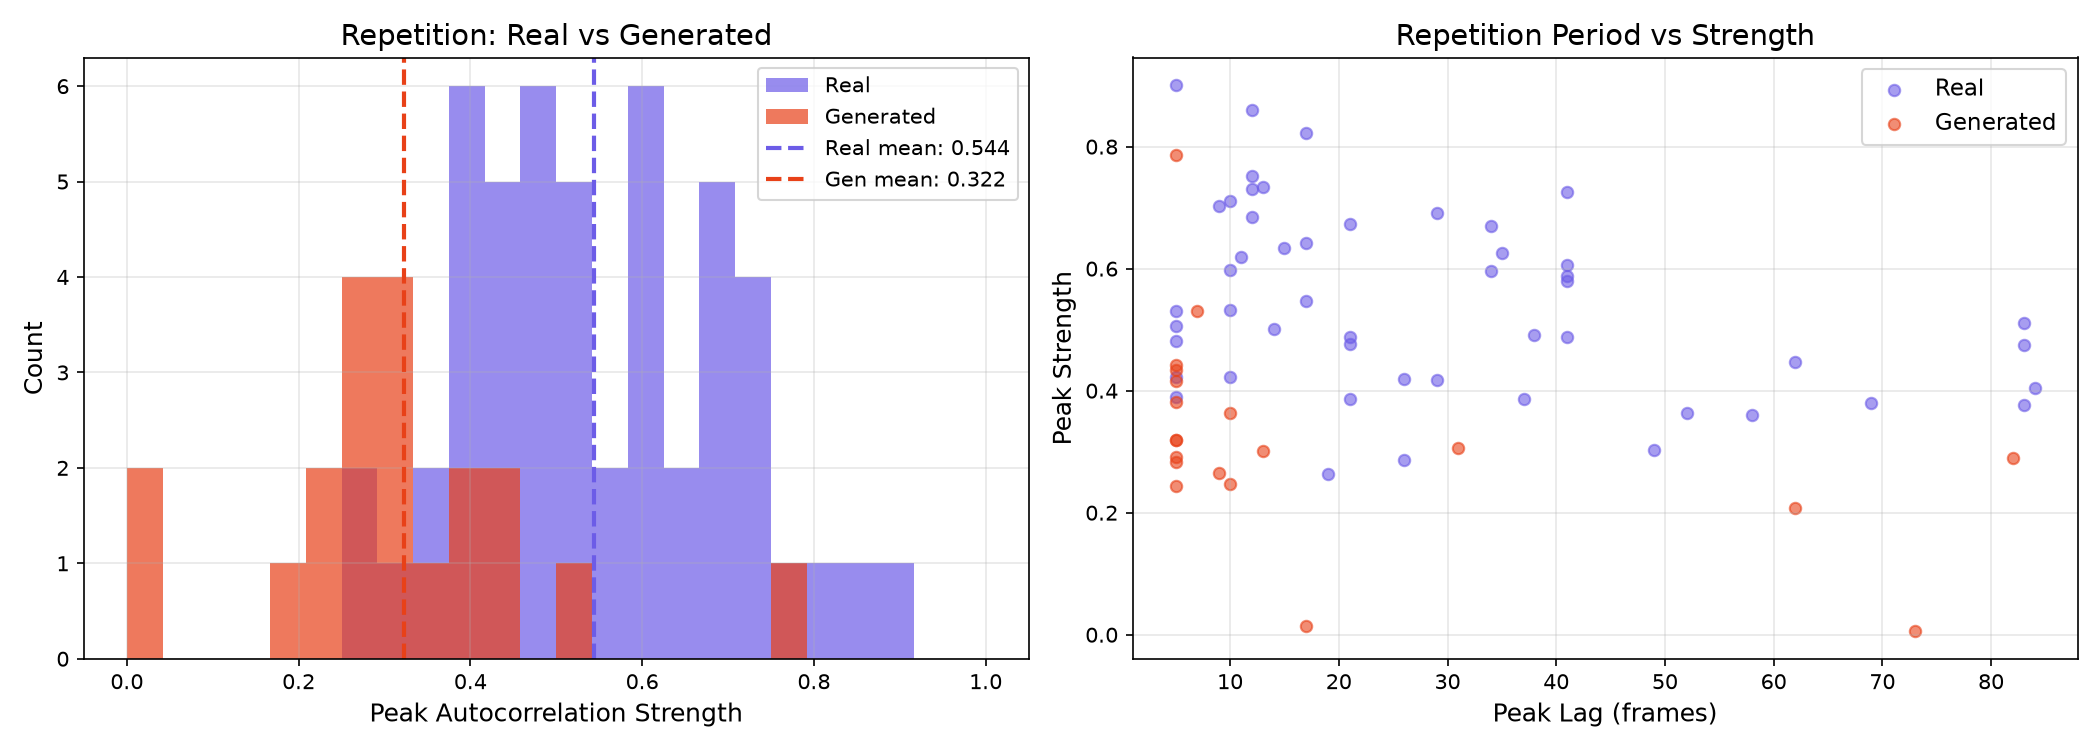 Repetition: Real vs Generated
Real
Generated
Real mean: 0.544
Gen mean: 0.322
Count
6
5
4
3
2
1
0
0.0 0.2 0.4 0.6 0.8 1.0
Peak Autocorrelation Strength
Repetition Period vs Strength
Real
Generated
Peak Strength
0.8
0.6
0.4
0.2
0.0
10 20 30 40 50 60 70 80
Peak Lag (frames)